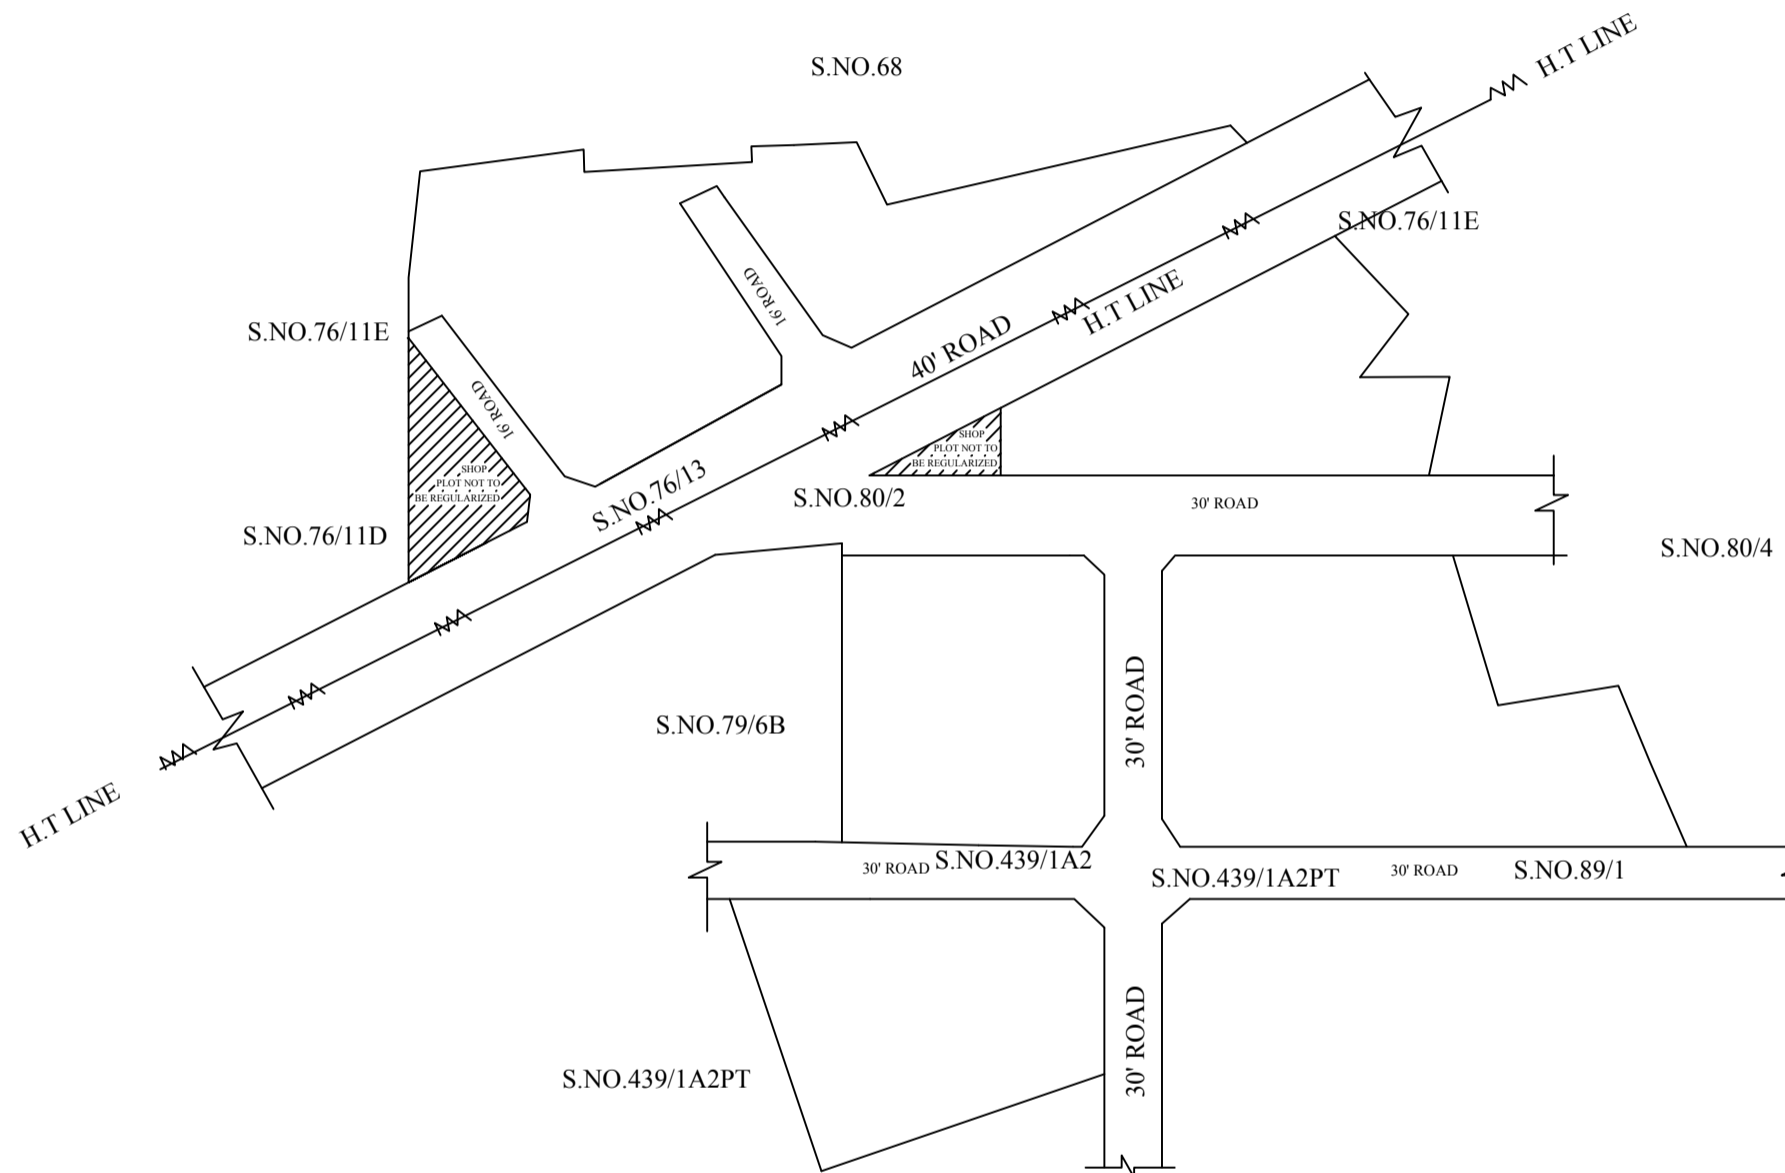 S.NO.68
H.T LINE
S.NO.76/11E
16' ROAD
H.T LINE
S.NO.76/11E
40' ROAD
16' ROAD
SHOP
PLOT NOT TO
BE REGULARIZED
SHOP
PLOT NOT TO
BE REGULARIZED
S.NO.76/13
S.NO.80/2
30' ROAD
S.NO.76/11D
S.NO.80/4
30' ROAD
S.NO.79/6B
H.T LINE
30' ROAD
S.NO.439/1A2
S.NO.439/1A2PT
30' ROAD
S.NO.89/1
30' ROAD
S.NO.439/1A2PT